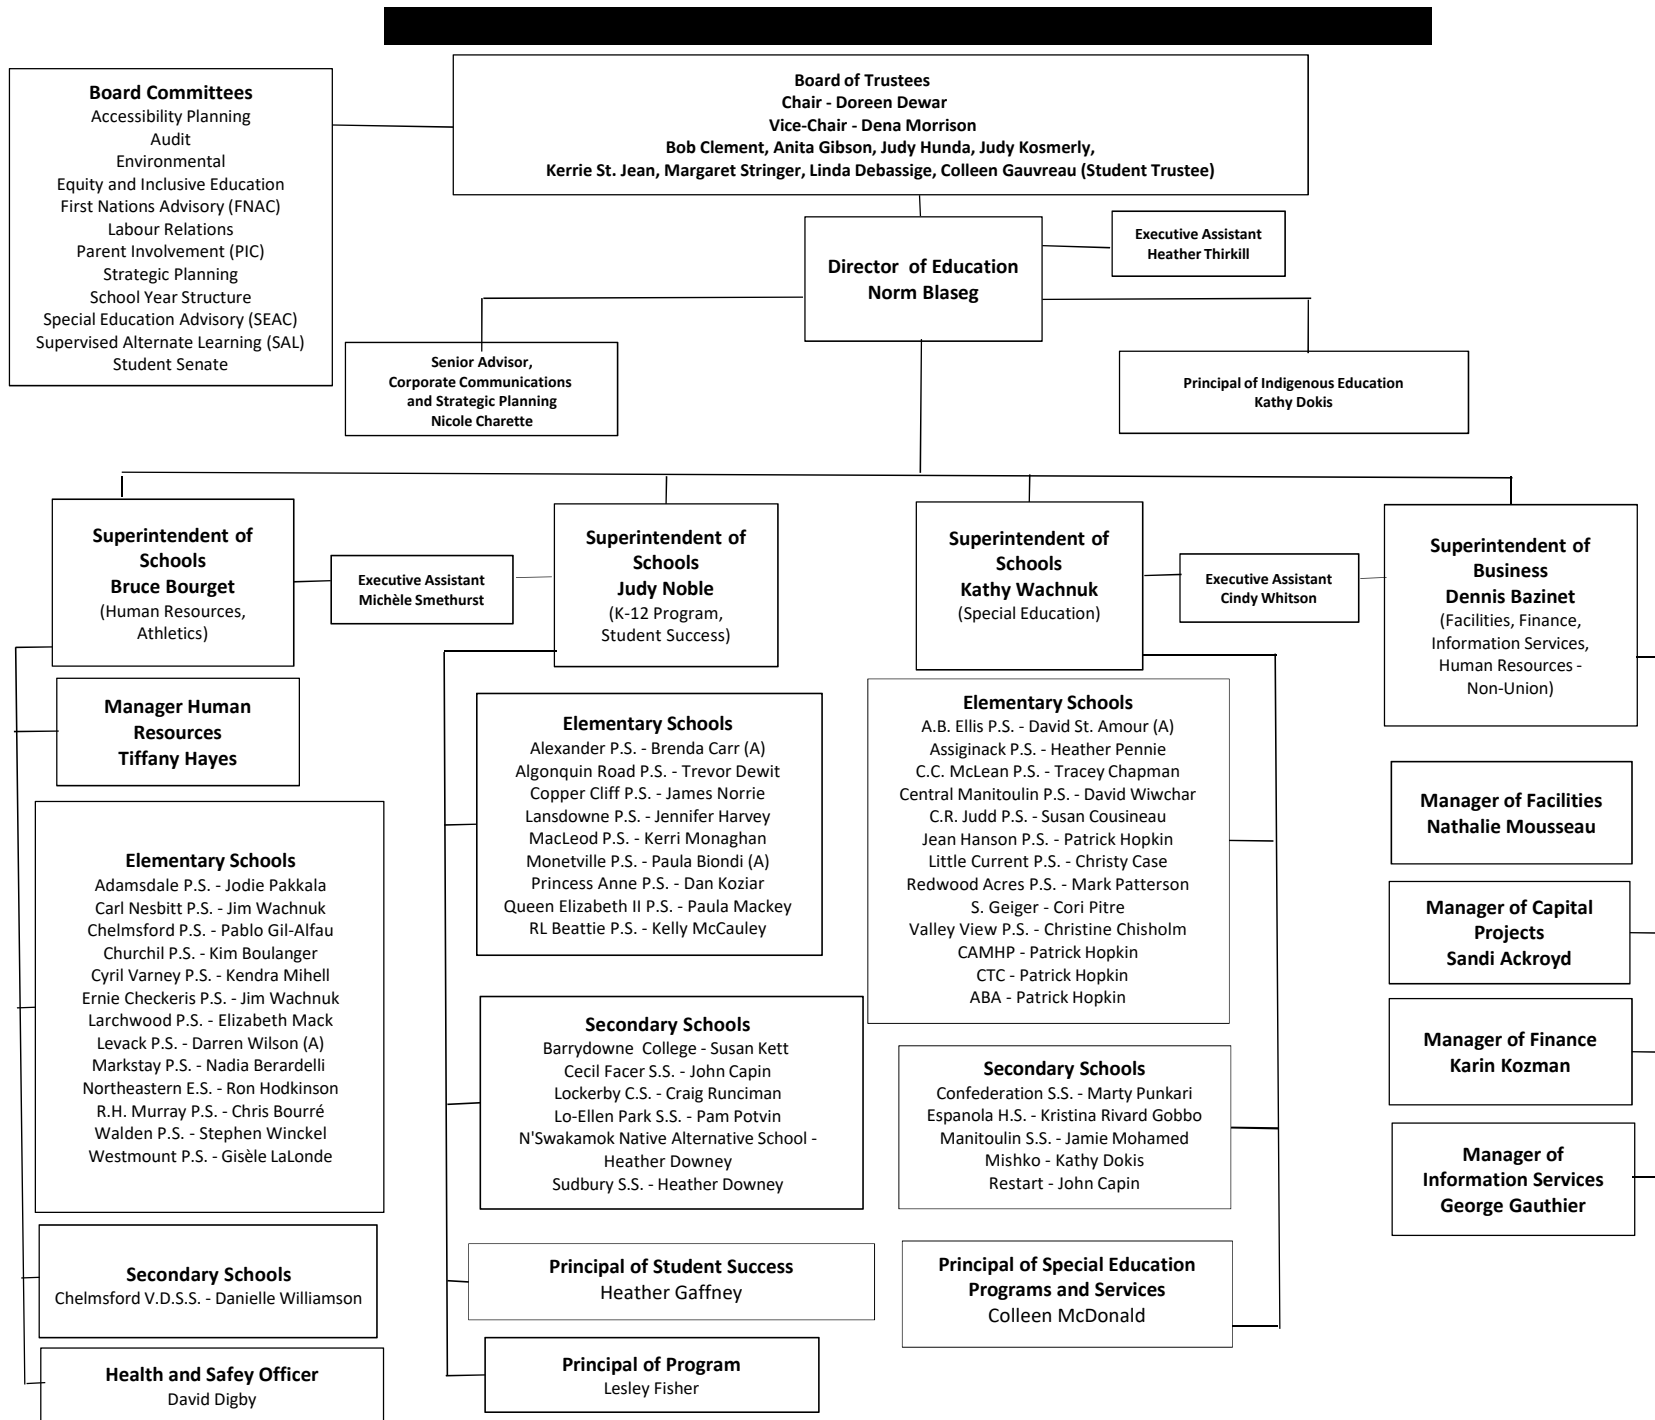 Board Committees
Accessibility Planning
Audit
Environmental
Equity and Inclusive Education
First Nations Advisory (FNAC)
Labour Relations
Parent Involvement (PIC)
Strategic Planning
School Year Structure
Special Education Advisory (SEAC)
Supervised Alternate Learning (SAL)
Student Senate
Board of Trustees
Chair - Doreen Dewar
Vice-Chair - Dena Morrison
Bob Clement, Anita Gibson, Judy Hunda, Judy Kosmerly,
Kerrie St. Jean, Margaret Stringer, Linda Debassige, Colleen Gauvreau (Student Trustee)
Director of Education
Norm Blaseg
Executive Assistant
Heather Thirkill
Senior Advisor,
Corporate Communications
and Strategic Planning
Nicole Charette
Principal of Indigenous Education
Kathy Dokis
Superintendent of
Schools
Bruce Bourget
(Human Resources,
Athletics)
Executive Assistant
Michèle Smethurst
Superintendent of
Schools
Judy Noble
(K-12 Program,
Student Success)
Superintendent of
Schools
Kathy Wachnuk
(Special Education)
Executive Assistant
Cindy Whitson
Superintendent of
Business
Dennis Bazinet
(Facilities, Finance,
Information Services,
Human Resources -
Non-Union)
Manager Human
Resources
Tiffany Hayes
Elementary Schools
Adamsdale P.S. - Jodie Pakkala
Carl Nesbitt P.S. - Jim Wachnuk
Chelmsford P.S. - Pablo Gil-Alfau
Churchil P.S. - Kim Boulanger
Cyril Varney P.S. - Kendra Mihell
Ernie Checkeris P.S. - Jim Wachnuk
Larchwood P.S. - Elizabeth Mack
Levack P.S. - Darren Wilson (A)
Markstay P.S. - Nadia Berardelli
Northeastern E.S. - Ron Hodkinson
R.H. Murray P.S. - Chris Bourré
Walden P.S. - Stephen Winckel
Westmount P.S. - Gisèle LaLonde
Secondary Schools
Chelmsford V.D.S.S. - Danielle Williamson
Health and Safey Officer
David Digby
Elementary Schools
Alexander P.S. - Brenda Carr (A)
Algonquin Road P.S. - Trevor Dewit
Copper Cliff P.S. - James Norrie
Lansdowne P.S. - Jennifer Harvey
MacLeod P.S. - Kerri Monaghan
Monetville P.S. - Paula Biondi (A)
Princess Anne P.S. - Dan Koziar
Queen Elizabeth II P.S. - Paula Mackey
RL Beattie P.S. - Kelly McCauley
Secondary Schools
Barrydowne College - Susan Kett
Cecil Facer S.S. - John Capin
Lockerby C.S. - Craig Runciman
Lo-Ellen Park S.S. - Pam Potvin
N'Swakamok Native Alternative School -
Heather Downey
Sudbury S.S. - Heather Downey
Principal of Student Success
Heather Gaffney
Principal of Program
Lesley Fisher
Elementary Schools
A.B. Ellis P.S. - David St. Amour (A)
Assiginack P.S. - Heather Pennie
C.C. McLean P.S. - Tracey Chapman
Central Manitoulin P.S. - David Wiwchar
C.R. Judd P.S. - Susan Cousineau
Jean Hanson P.S. - Patrick Hopkin
Little Current P.S. - Christy Case
Redwood Acres P.S. - Mark Patterson
S. Geiger - Cori Pitre
Valley View P.S. - Christine Chisholm
CAMHP - Patrick Hopkin
CTC - Patrick Hopkin
ABA - Patrick Hopkin
Secondary Schools
Confederation S.S. - Marty Punkari
Espanola H.S. - Kristina Rivard Gobbo
Manitoulin S.S. - Jamie Mohamed
Mishko - Kathy Dokis
Restart - John Capin
Principal of Special Education
Programs and Services
Colleen McDonald
Manager of Facilities
Nathalie Mousseau
Manager of Capital
Projects
Sandi Ackroyd
Manager of Finance
Karin Kozman
Manager of
Information Services
George Gauthier